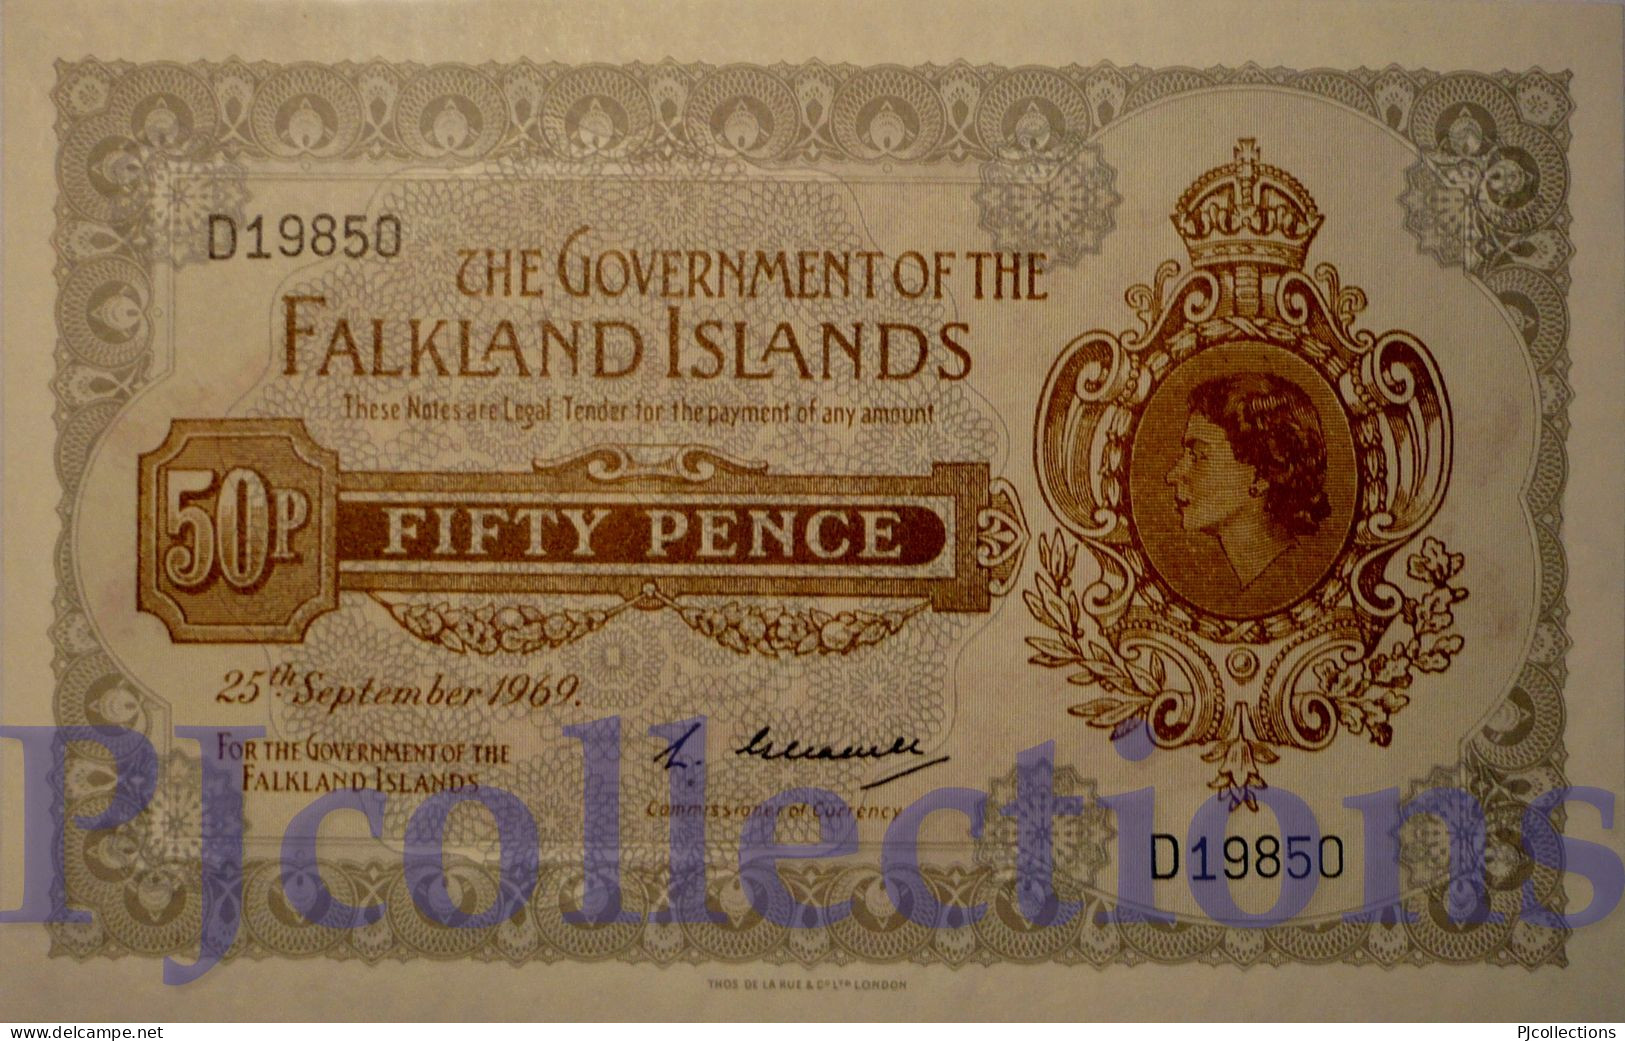 D19850
THE GOVERNMENT OF THE
FALKLAND ISLANDS
These Notes are Legal Tender for the payment of any amount
50P
FIFTY PENCE
25th September 1969.
FOR THE GOVERNMENT OF THE
FALKLAND ISLANDS
Commissioner of Currency
D19850
THOS. DE LA RUE & Co LTD LONDON
PJcollections
www.delcampe.net
PJcollections